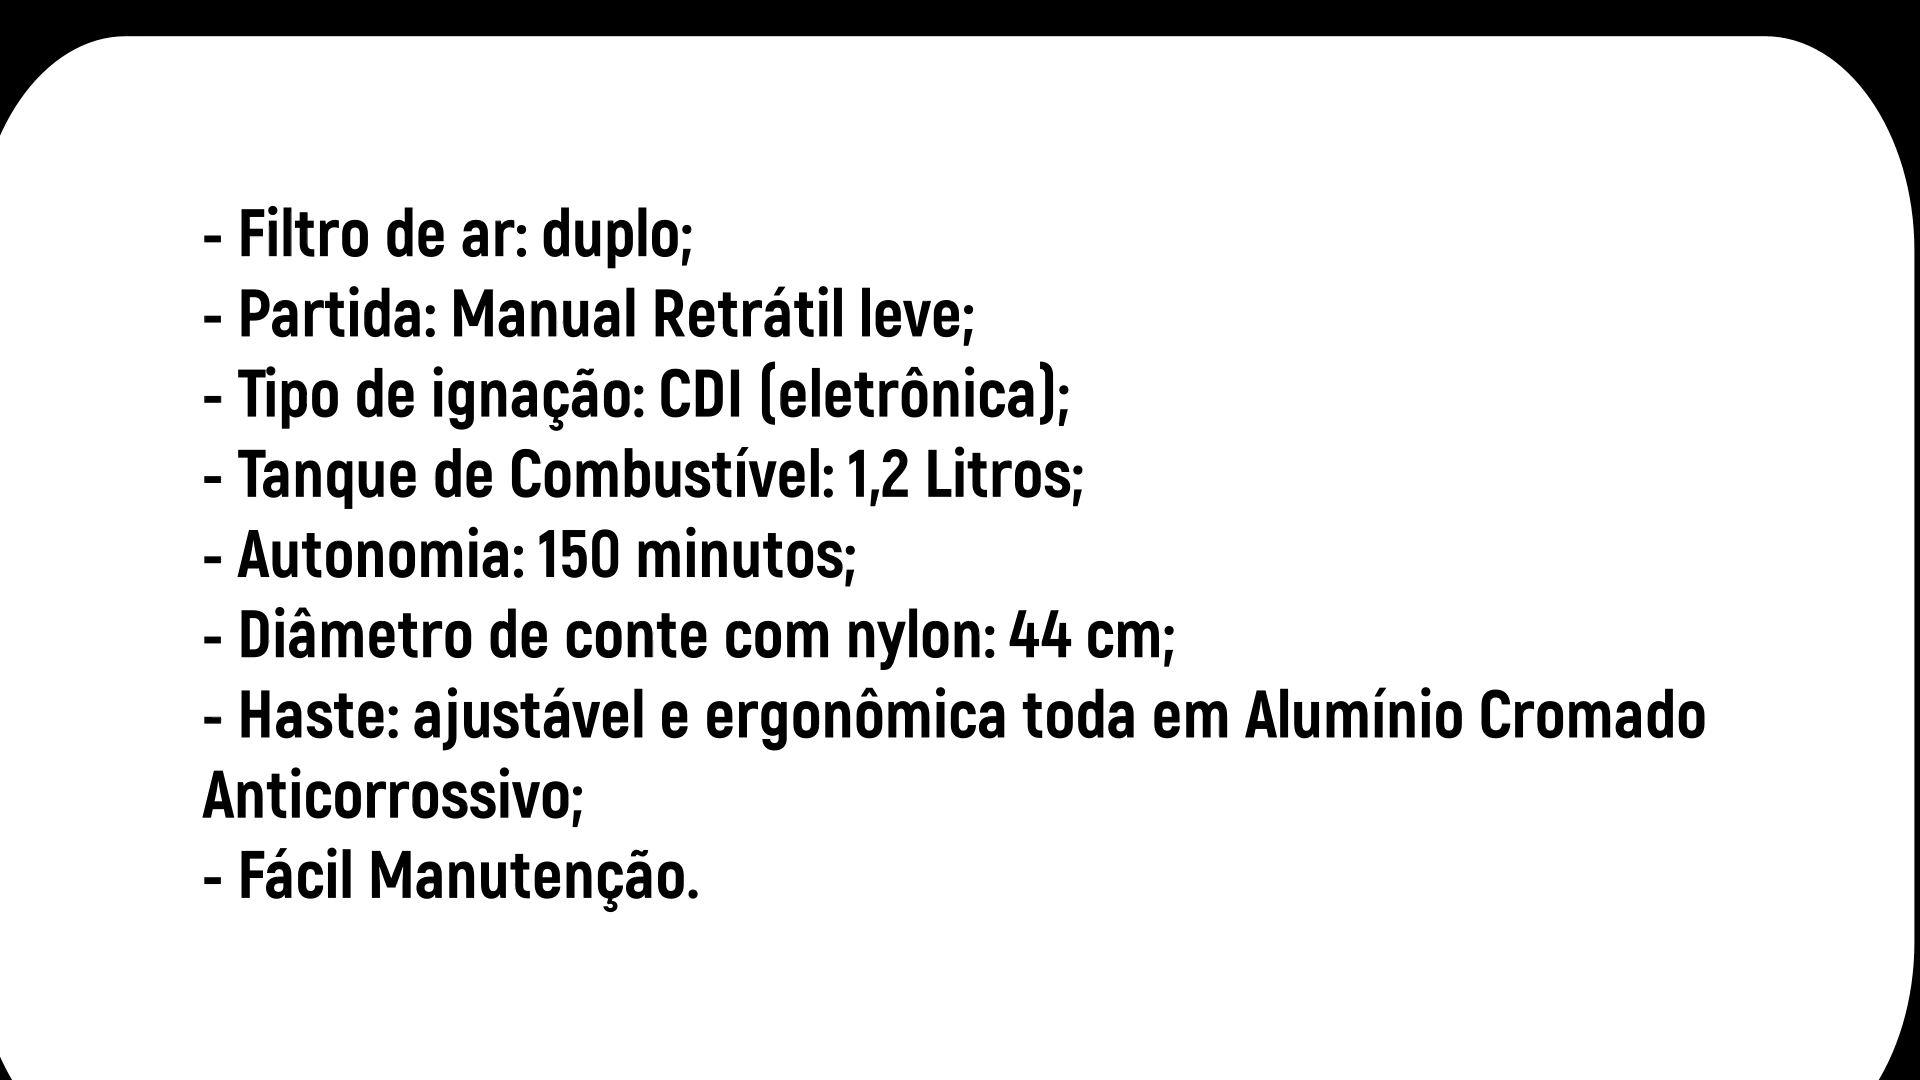 - Filtro de ar: duplo;
- Partida: Manual Retrátil leve;
- Tipo de ignação: CDI (eletrônica);
- Tanque de Combustível: 1,2 Litros;
- Autonomia: 150 minutos;
- Diâmetro de conte com nylon: 44 cm;
- Haste: ajustável e ergonômica toda em Alumínio Cromado
Anticorrossivo;
- Fácil Manutenção.